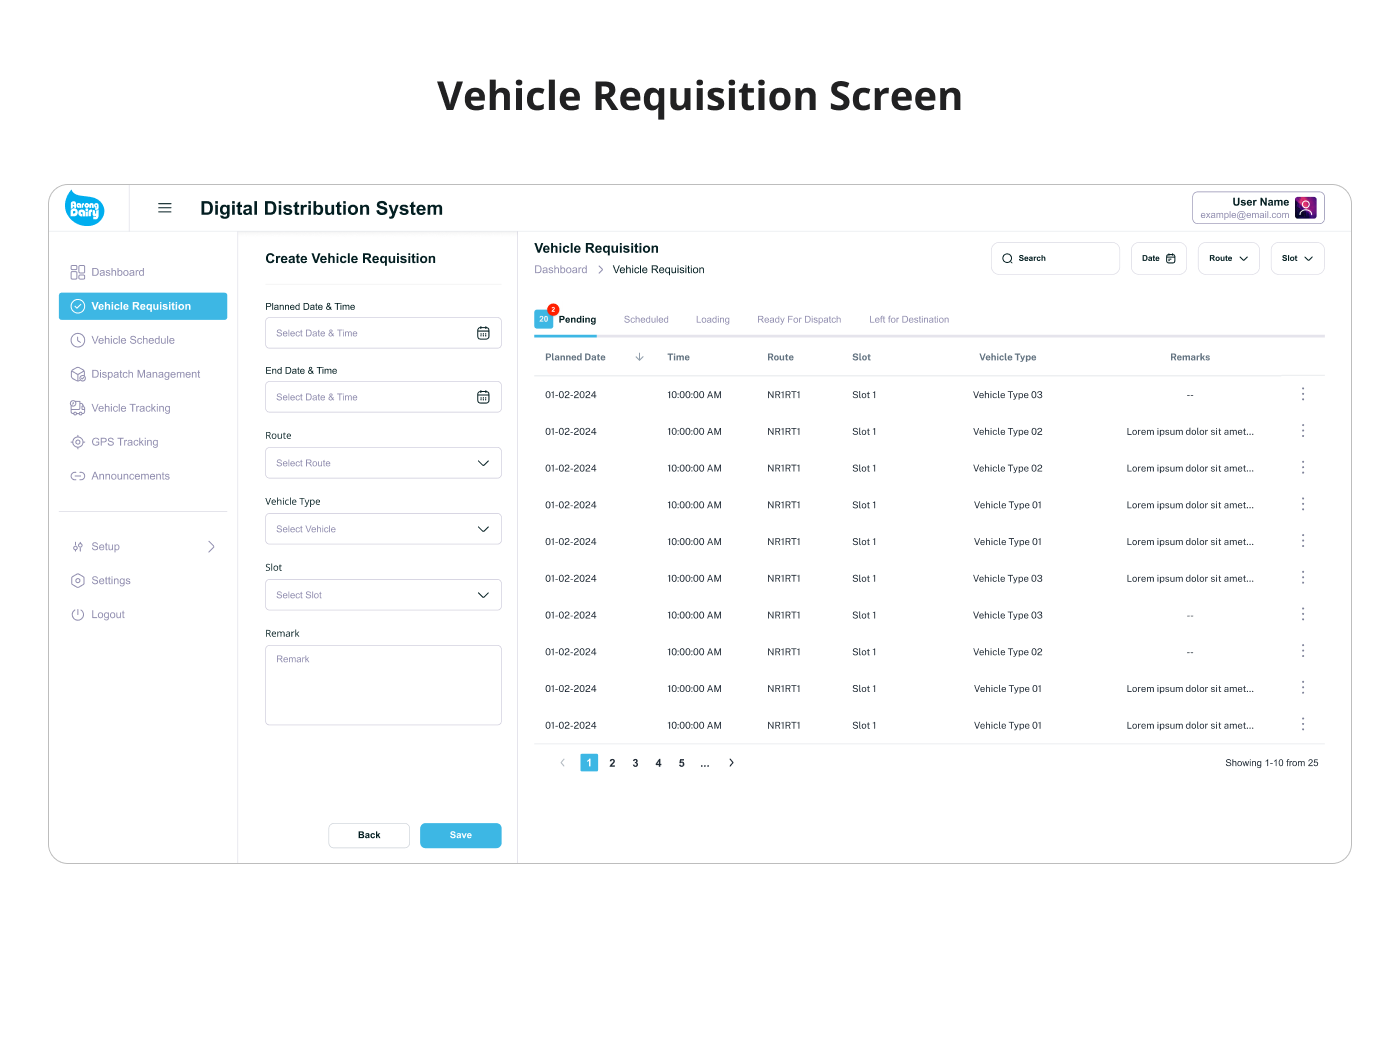 Vehicle Requisition Screen
Aarong
Dairy
Digital Distribution System
User Name
example@email.com
Dashboard
Vehicle Requisition
Vehicle Schedule
Dispatch Management
Vehicle Tracking
GPS Tracking
Announcements
Setup
Settings
Logout
Create Vehicle Requisition
Planned Date & Time
Select Date & Time
End Date & Time
Select Date & Time
Route
Select Route
Vehicle Type
Select Vehicle
Slot
Select Slot
Remark
Remark
Back Save
Vehicle Requisition
Dashboard > Vehicle Requisition
Search Date Route Slot
20 2 Pending Scheduled Loading Ready For Dispatch Left for Destination
Planned Date Time Route Slot Vehicle Type Remarks
01-02-2024 10:00:00 AM NR1RT1 Slot 1 Vehicle Type 03 --
01-02-2024 10:00:00 AM NR1RT1 Slot 1 Vehicle Type 02 Lorem ipsum dolor sit amet...
01-02-2024 10:00:00 AM NR1RT1 Slot 1 Vehicle Type 02 Lorem ipsum dolor sit amet...
01-02-2024 10:00:00 AM NR1RT1 Slot 1 Vehicle Type 01 Lorem ipsum dolor sit amet...
01-02-2024 10:00:00 AM NR1RT1 Slot 1 Vehicle Type 01 Lorem ipsum dolor sit amet...
01-02-2024 10:00:00 AM NR1RT1 Slot 1 Vehicle Type 03 Lorem ipsum dolor sit amet...
01-02-2024 10:00:00 AM NR1RT1 Slot 1 Vehicle Type 03 --
01-02-2024 10:00:00 AM NR1RT1 Slot 1 Vehicle Type 02 --
01-02-2024 10:00:00 AM NR1RT1 Slot 1 Vehicle Type 01 Lorem ipsum dolor sit amet...
01-02-2024 10:00:00 AM NR1RT1 Slot 1 Vehicle Type 01 Lorem ipsum dolor sit amet...
1 2 3 4 5 ... Showing 1-10 from 25